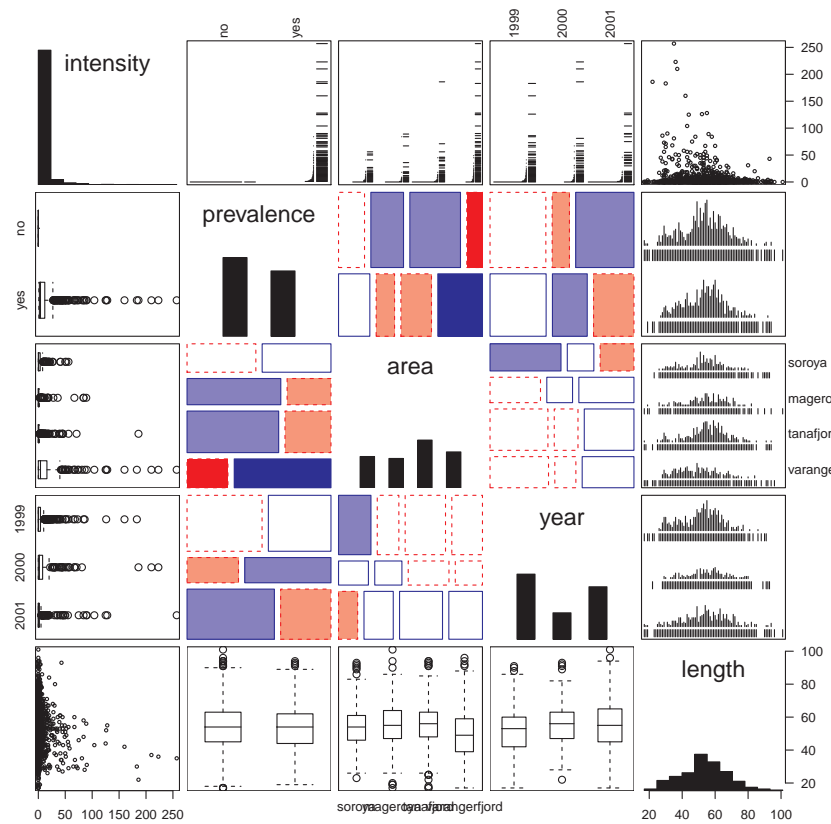 no yes 1999 2000 2001
intensity
250
200
150
100
50
0
no
yes
prevalence
area
soroya
magero
tanafjord
varange
1999
2000
2001
year
length
100
80
60
40
20
0 50 100 150 200 250
soroya
20 40 60 80 100